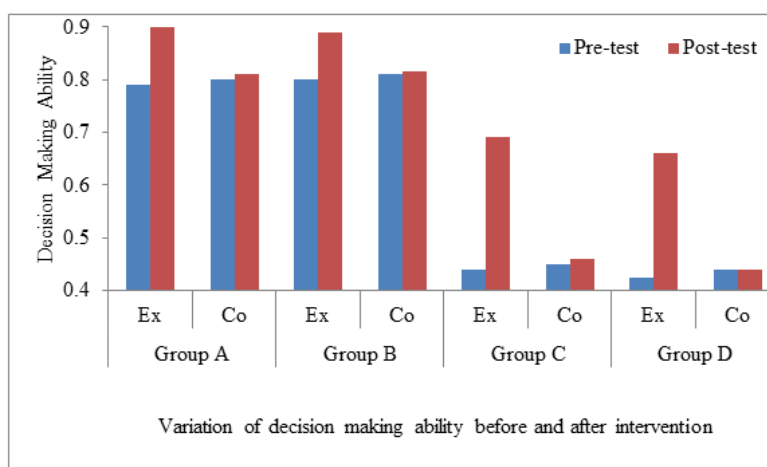 0.9
Pre-test Post-test
0.8
0.7
0.6
0.5
0.4
Decision Making Ability
Ex Co Ex Co Ex Co Ex Co
Group A Group B Group C Group D
Variation of decision making ability before and after intervention